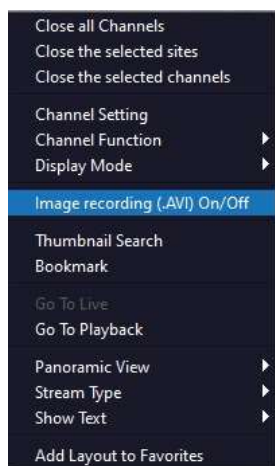 Close all Channels
Close the selected sites
Close the selected channels
Channel Setting
Channel Function
Display Mode
Image recording (.AVI) On/Off
Thumbnail Search
Bookmark
Go To Live
Go To Playback
Panoramic View
Stream Type
Show Text
Add Layout to Favorites